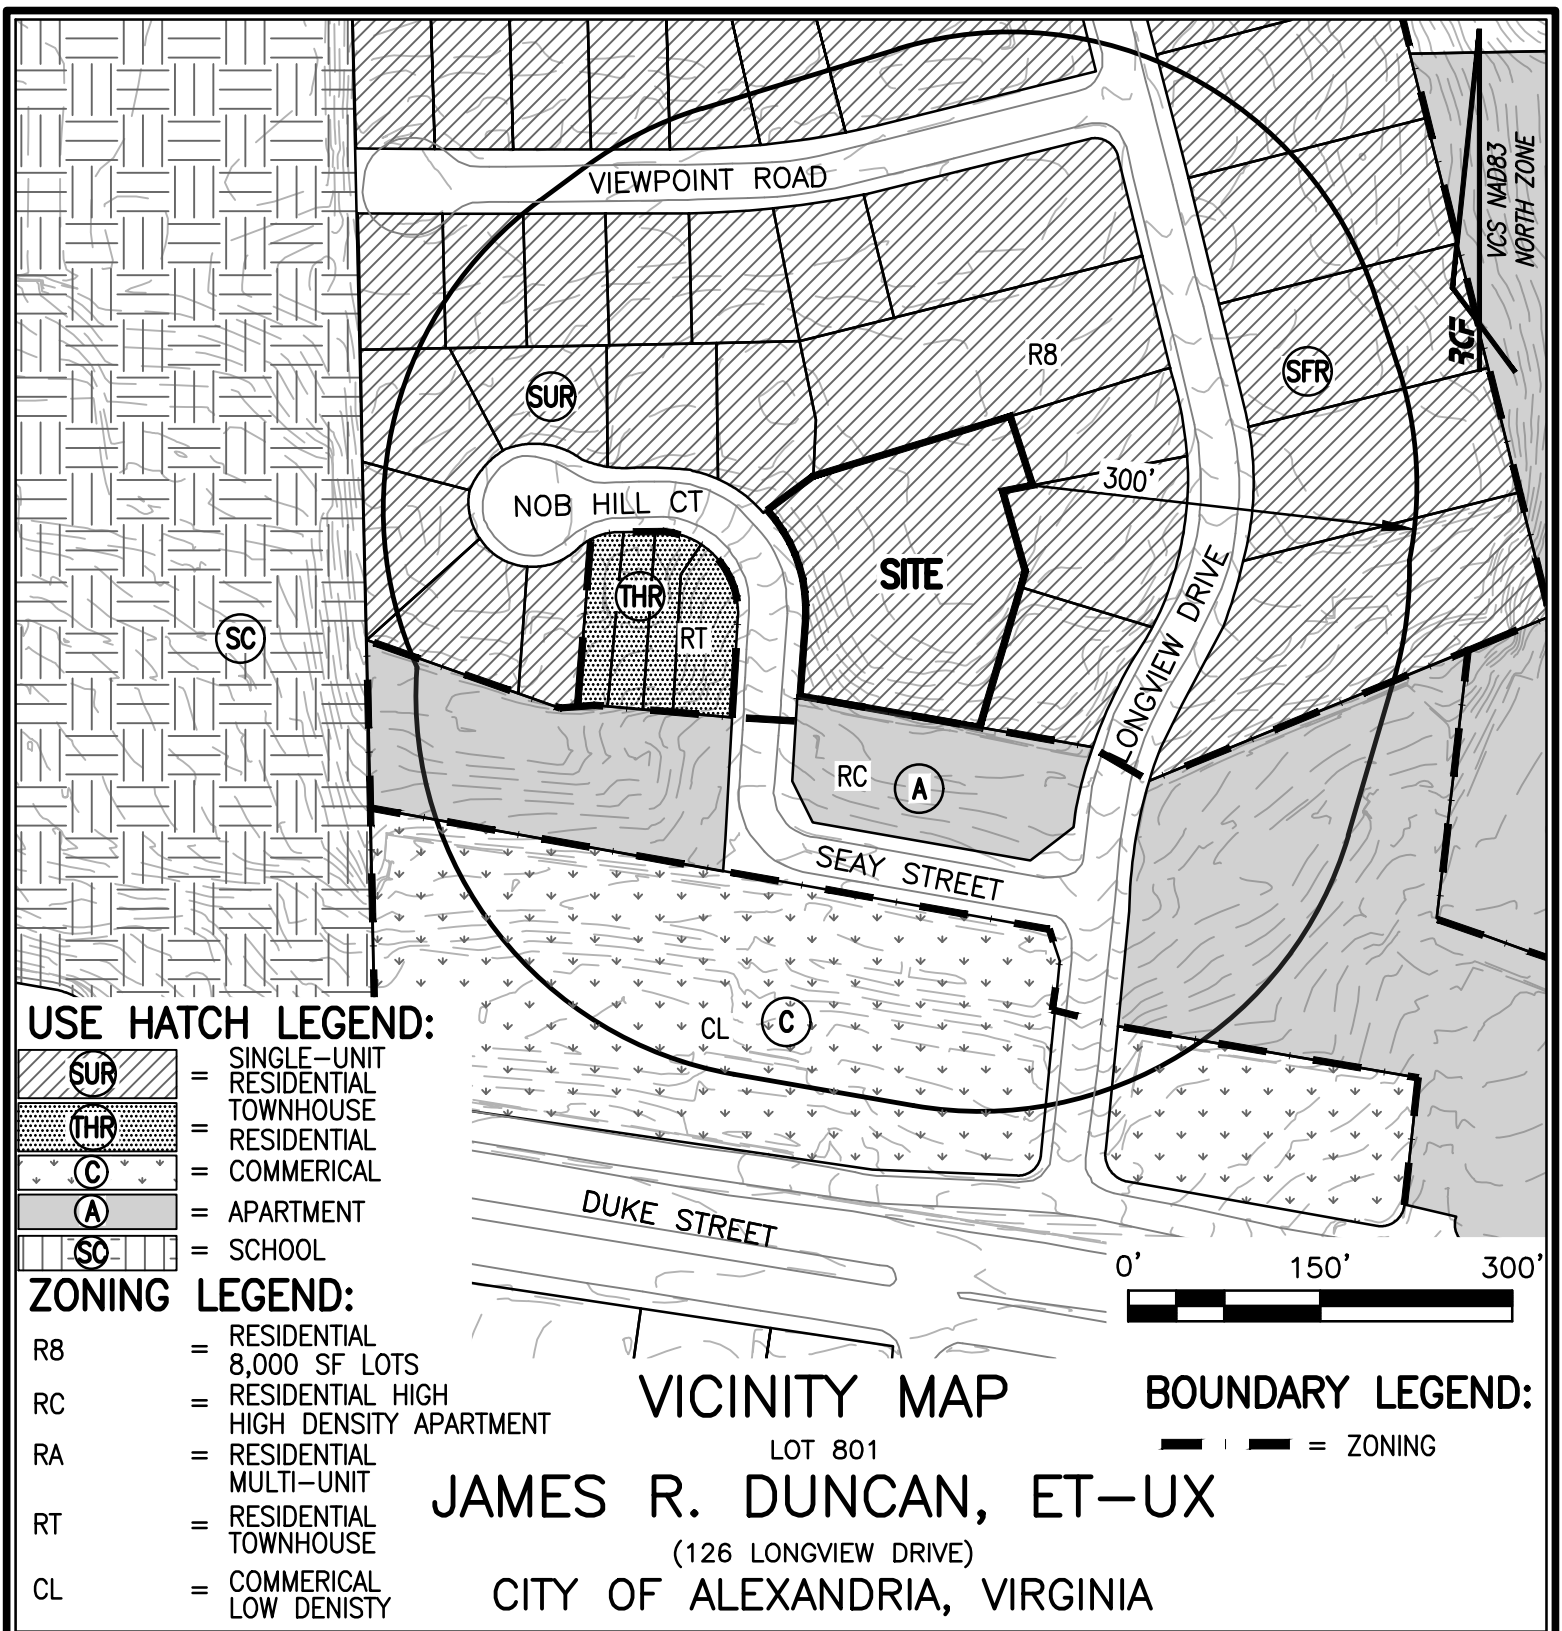 VIEWPOINT ROAD
VCS NAD83
NORTH ZONE
RCF
R8
SUR
SFR
NOB HILL CT
300'
SITE
THR
RT
SC
LONGVIEW DRIVE
RC
A
SEAY STREET
CL
C
DUKE STREET
USE HATCH LEGEND:
SUR = SINGLE-UNIT
RESIDENTIAL
THR = TOWNHOUSE
RESIDENTIAL
C = COMMERICAL
A = APARTMENT
SC = SCHOOL
ZONING LEGEND:
R8 = RESIDENTIAL
8,000 SF LOTS
RC = RESIDENTIAL HIGH
HIGH DENSITY APARTMENT
RA = RESIDENTIAL
MULTI-UNIT
RT = RESIDENTIAL
TOWNHOUSE
CL = COMMERICAL
LOW DENISTY
0' 150' 300'
VICINITY MAP
LOT 801
JAMES R. DUNCAN, ET-UX
(126 LONGVIEW DRIVE)
CITY OF ALEXANDRIA, VIRGINIA
BOUNDARY LEGEND:
= ZONING